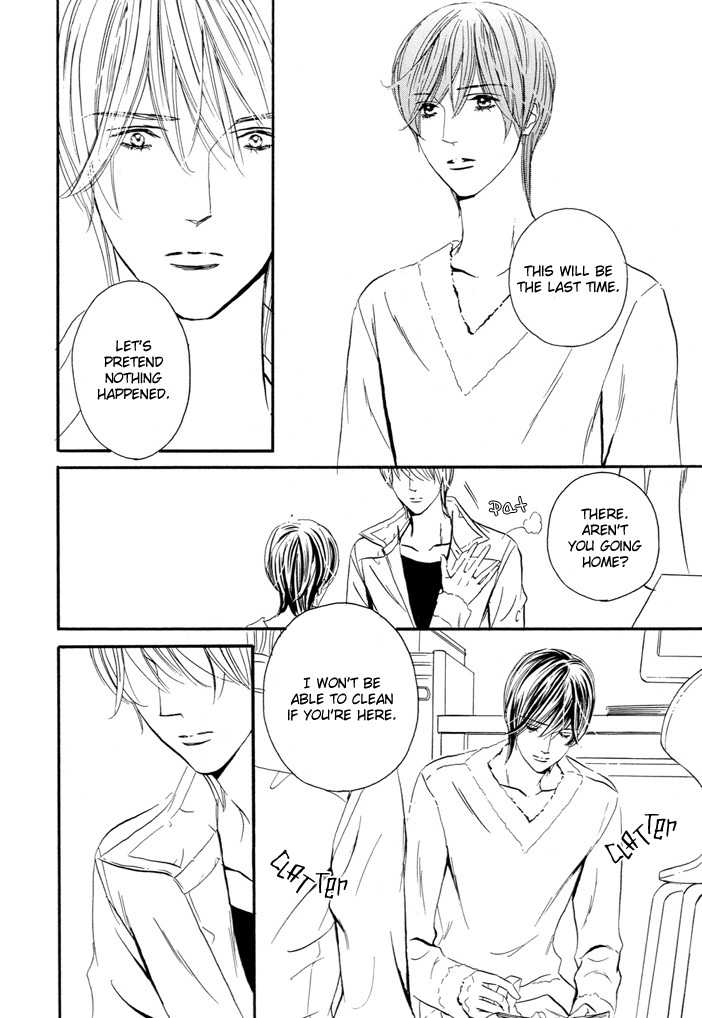 THIS WILL BE
THE LAST TIME.
LET'S
PRETEND
NOTHING
HAPPENED.
PAT
THERE.
AREN'T
YOU GOING
HOME?
I WON'T BE
ABLE TO CLEAN
IF YOU'RE HERE.
CLATTER
CLATTER